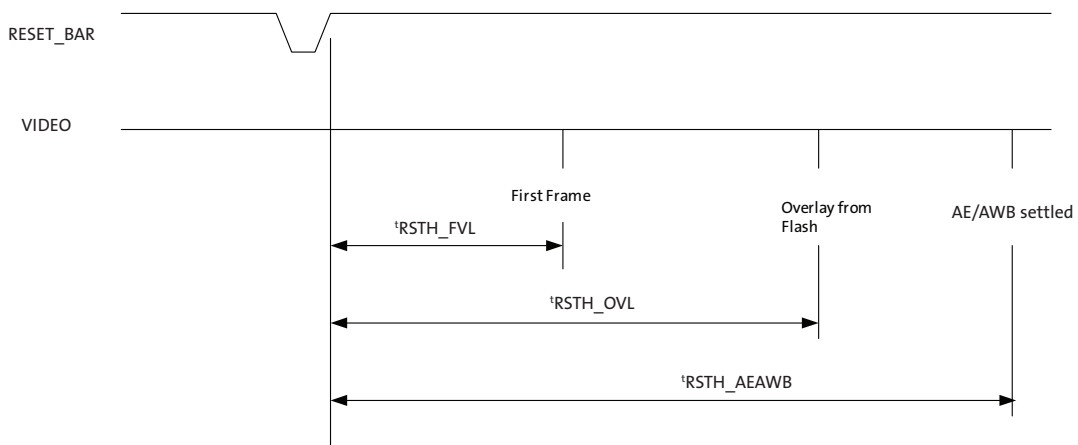 RESET_BAR
VIDEO
First Frame
Overlay from
Flash
AE/AWB settled
tRSTH_FVL
tRSTH_OVL
tRSTH_AEAWB